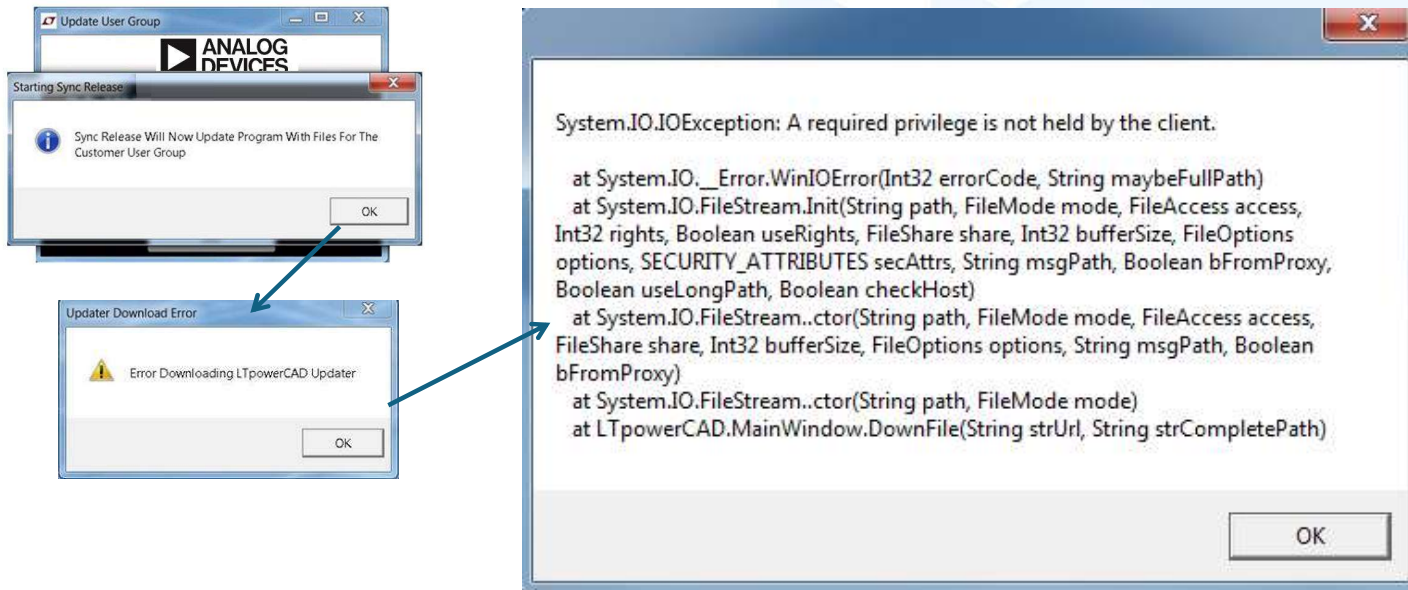 Update User Group
ANALOG
DEVICES
Starting Sync Release
Sync Release Will Now Update Program With Files For The
Customer User Group
OK
Updater Download Error
Error Downloading LTpowerCAD Updater
OK
System.IO.IOException: A required privilege is not held by the client.
at System.IO.__Error.WinIOError(Int32 errorCode, String maybeFullPath)
at System.IO.FileStream.Init(String path, FileMode mode, FileAccess access,
Int32 rights, Boolean useRights, FileShare share, Int32 bufferSize, FileOptions
options, SECURITY_ATTRIBUTES secAttrs, String msgPath, Boolean bFromProxy,
Boolean useLongPath, Boolean checkHost)
at System.IO.FileStream..ctor(String path, FileMode mode, FileAccess access,
FileShare share, Int32 bufferSize, FileOptions options, String msgPath, Boolean
bFromProxy)
at System.IO.FileStream..ctor(String path, FileMode mode)
at LTpowerCAD.MainWindow.DownFile(String strUrl, String strCompletePath)
OK